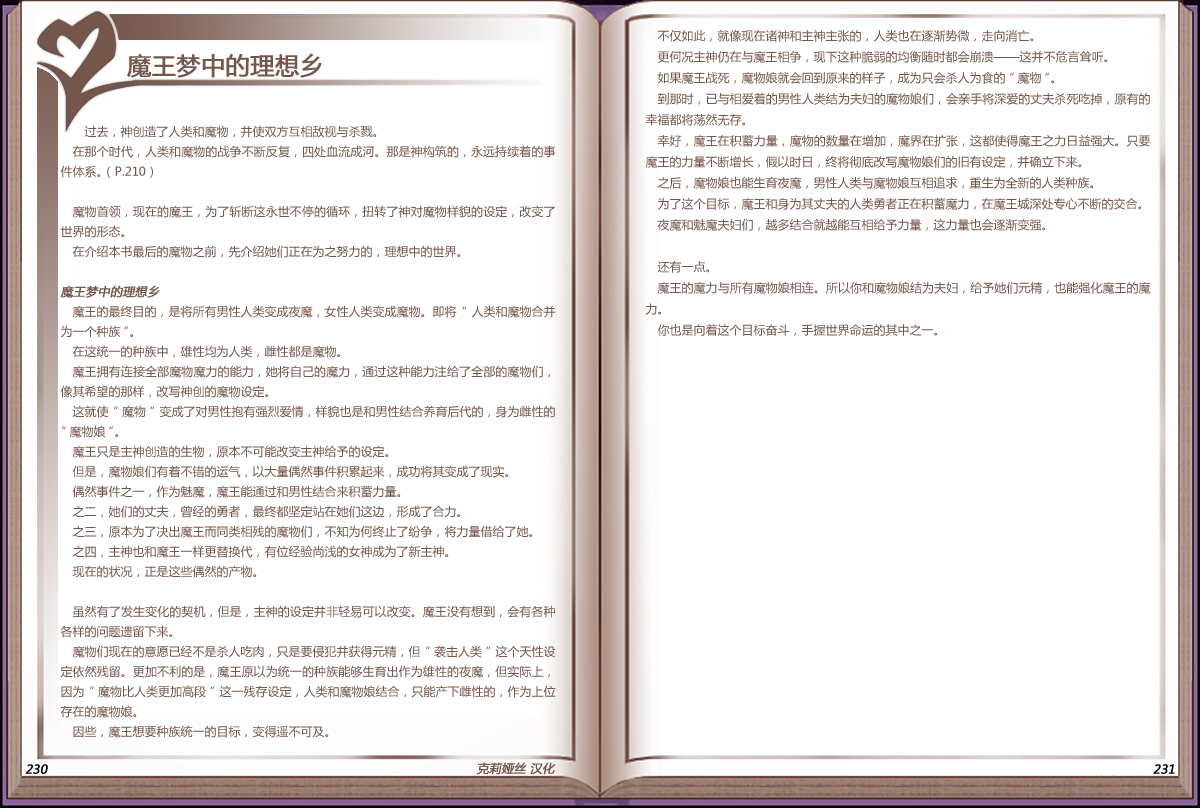 魔王梦中的理想乡
过去，神创造了人类和魔物，并使双方互相敌视与杀戮。
在那个时代，人类和魔物的战争不断反复，四处血流成河。那是神构筑的，永远持续着的事
件体系。( P.210 )
魔物首领，现在的魔王，为了斩断这永世不停的循环，扭转了神对魔物样貌的设定，改变了
世界的形态。
在介绍本书最后的魔物之前，先介绍她们正在为之努力的，理想中的世界。
魔王梦中的理想乡
魔王的最终目的，是将所有男性人类变成夜魔，女性人类变成魔物。即将 “ 人类和魔物合并
为一个种族 ”。
在这统一的种族中，雄性均为人类，雌性都是魔物。
魔王拥有连接全部魔物魔力的能力，她将自己的魔力，通过这种能力注给了全部的魔物们，
像其希望的那样，改写神创的魔物设定。
这就使 “ 魔物 ” 变成了对男性抱有强烈爱情，样貌也是和男性结合养育后代的，身为雌性的
“ 魔物娘 ”。
魔王只是主神创造的生物，原本不可能改变主神给予的设定。
但是，魔物娘们有着不错的运气，以大量偶然事件积累起来，成功将其变成了现实。
偶然事件之一，作为魅魔，魔王能通过和男性结合来积蓄力量。
之二，她们的丈夫，曾经的勇者，最终都坚定站在她们这边，形成了合力。
之三，原本为了决出魔王而同类相残的魔物们，不知为何终止了纷争，将力量借给了她。
之四，主神也和魔王一样更替换代，有位经验尚浅的女神成为了新主神。
现在的状况，正是这些偶然的产物。
虽然有了发生变化的契机，但是，主神的设定并非轻易可以改变。魔王没有想到，会有各种
各样的问题遗留下来。
魔物们现在的意愿已经不是杀人吃肉，只是要侵犯并获得元精，但 “ 袭击人类 ” 这个天性设
定依然残留。更加不利的是，魔王原以为统一的种族能够生育出作为雄性的夜魔，但实际上，
因为 “ 魔物比人类更加高段 ” 这一残存设定，人类和魔物娘结合，只能产下雌性的，作为上位
存在的魔物娘。
因些，魔王想要种族统一的目标，变得遥不可及。
230
克莉娅丝 汉化
不仅如此，就像现在诸神和主神主张的，人类也在逐渐势微，走向消亡。
更何况主神仍在与魔王相争，现下这种脆弱的均衡随时都会崩溃——这并不危言耸听。
如果魔王战死，魔物娘就会回到原来的样子，成为只会杀人为食的 “ 魔物 ”。
到那时，已与相爱着的男性人类结为夫妇的魔物娘们，会亲手将深爱的丈夫杀死吃掉，原有的
幸福都将荡然无存。
幸好，魔王在积蓄力量，魔物的数量在增加，魔界在扩张，这都使得魔王之力日益强大。只要
魔王的力量不断增长，假以时日，终将彻底改写魔物娘们的旧有设定，并确立下来。
之后，魔物娘也能生育夜魔，男性人类与魔物娘互相追求，重生为全新的人类种族。
为了这个目标，魔王和身为其丈夫的人类勇者正在积蓄魔力，在魔王城深处专心不断的交合。
夜魔和魅魔夫妇们，越多结合就越能互相给予力量，这力量也会逐渐变强。
还有一点。
魔王的魔力与所有魔物娘相连。所以你和魔物娘结为夫妇，给予她们元精，也能强化魔王的魔
力。
你也是向着这个目标奋斗，手握世界命运的其中之一。
231